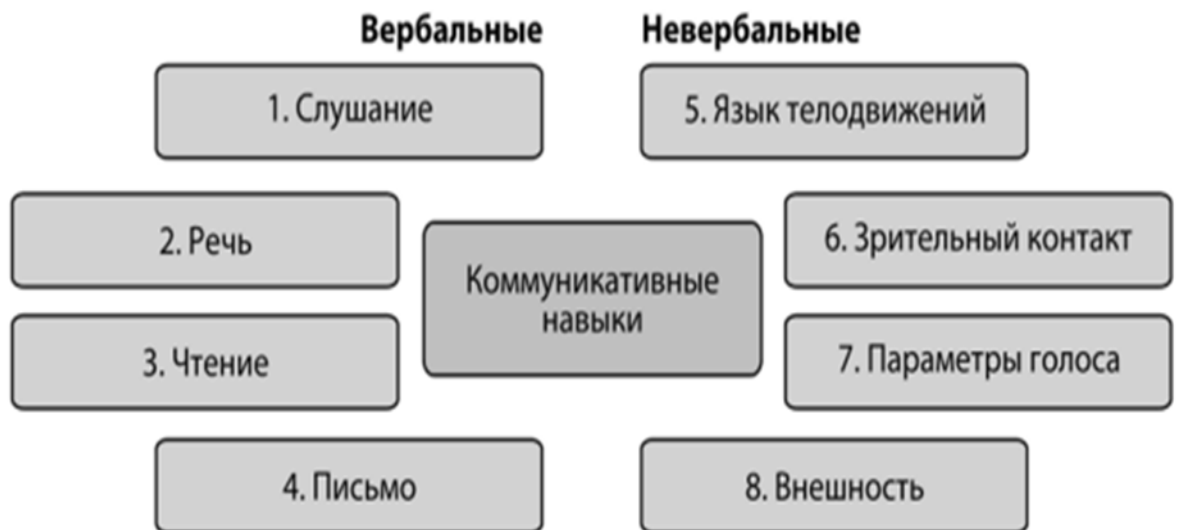 Вербальные
Невербальные
1. Слушание
5. Язык телодвижений
2. Речь
6. Зрительный контакт
Коммуникативные
навыки
3. Чтение
7. Параметры голоса
4. Письмо
8. Внешность